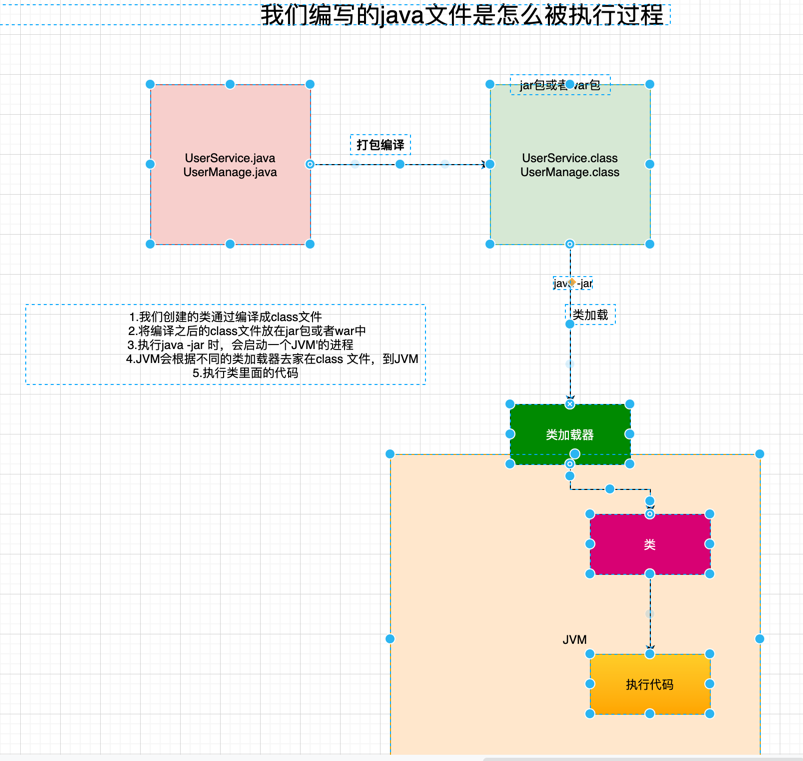 我们编写的java文件是怎么被执行过程
jar包或者war包
UserService.java
UserManage.java
打包编译
UserService.class
UserManage.class
java -jar
类加载
1.我们创建的类通过编译成class文件
2.将编译之后的class文件放在jar包或者war中
3.执行java -jar 时，会启动一个JVM'的进程
4.JVM会根据不同的类加载器去家在class 文件，到JVM
5.执行类里面的代码
类加载器
类
JVM
执行代码